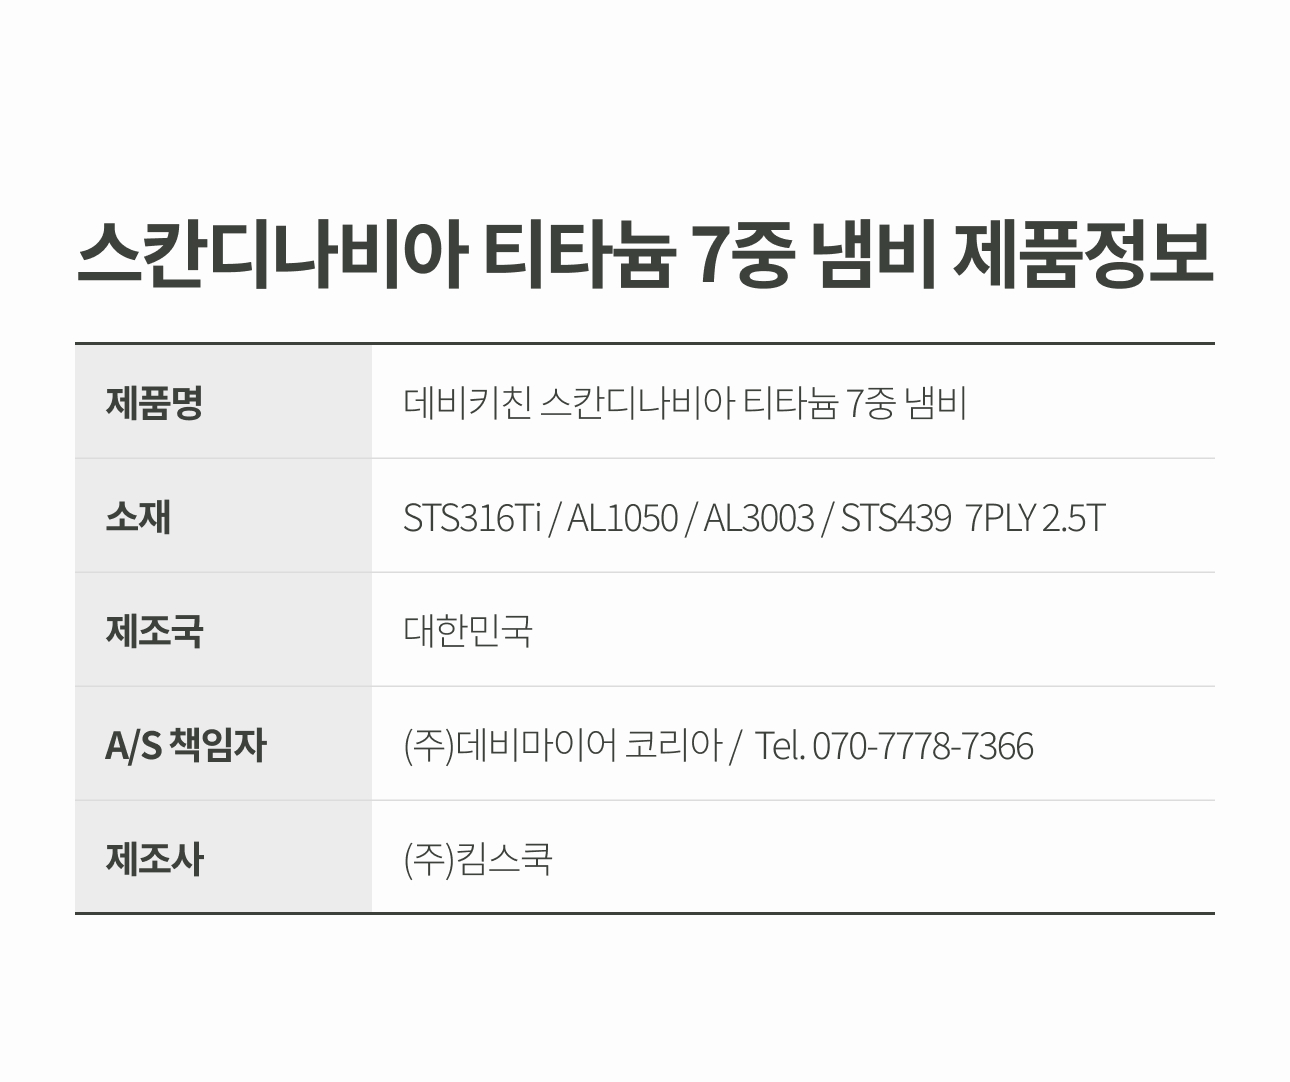 스칸디나비아 티타늄 7중 냄비 제품정보
제품명 데비키친 스칸디나비아 티타늄 7중 냄비
소재 STS316Ti / AL1050 / AL3003 / STS439 7PLY 2.5T
제조국 대한민국
A/S 책임자 (주)데비마이어 코리아 / Tel. 070-7778-7366
제조사 (주)킴스쿡